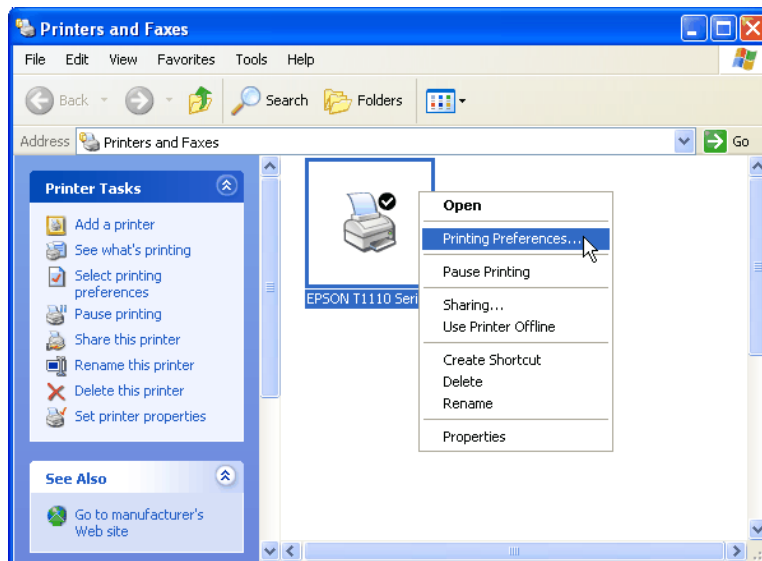 Printers and Faxes
File Edit View Favorites Tools Help
Back Search Folders
Address Printers and Faxes Go
Printer Tasks
Add a printer
See what's printing
Select printing
preferences
Pause printing
Share this printer
Rename this printer
Delete this printer
Set printer properties
See Also
Go to manufacturer's
Web site
EPSON T1110 Seri
Open
Printing Preferences...
Pause Printing
Sharing...
Use Printer Offline
Create Shortcut
Delete
Rename
Properties